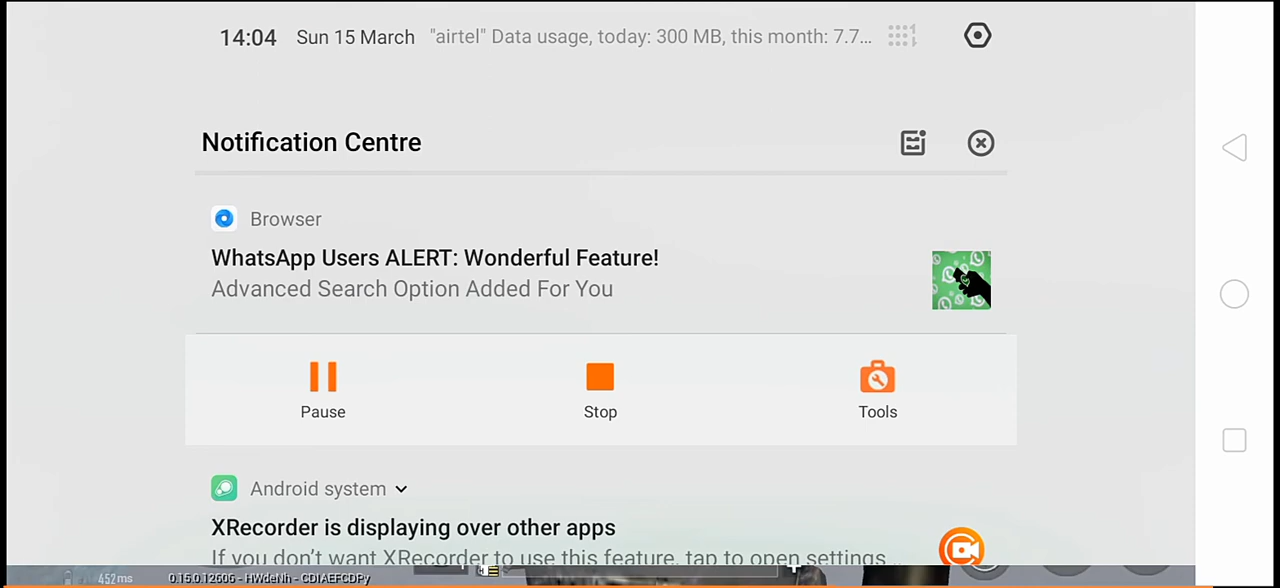 14:04 Sun 15 March "airtel" Data usage, today: 300 MB, this month: 7.7...
Notification Centre
Browser
WhatsApp Users ALERT: Wonderful Feature!
Advanced Search Option Added For You
Pause Stop Tools
Android system
XRecorder is displaying over other apps
If you don't want XRecorder to use this feature, tap to open settings...
452ms 0.15.0.12606 - HWdeNh - CDIAEFCDPy